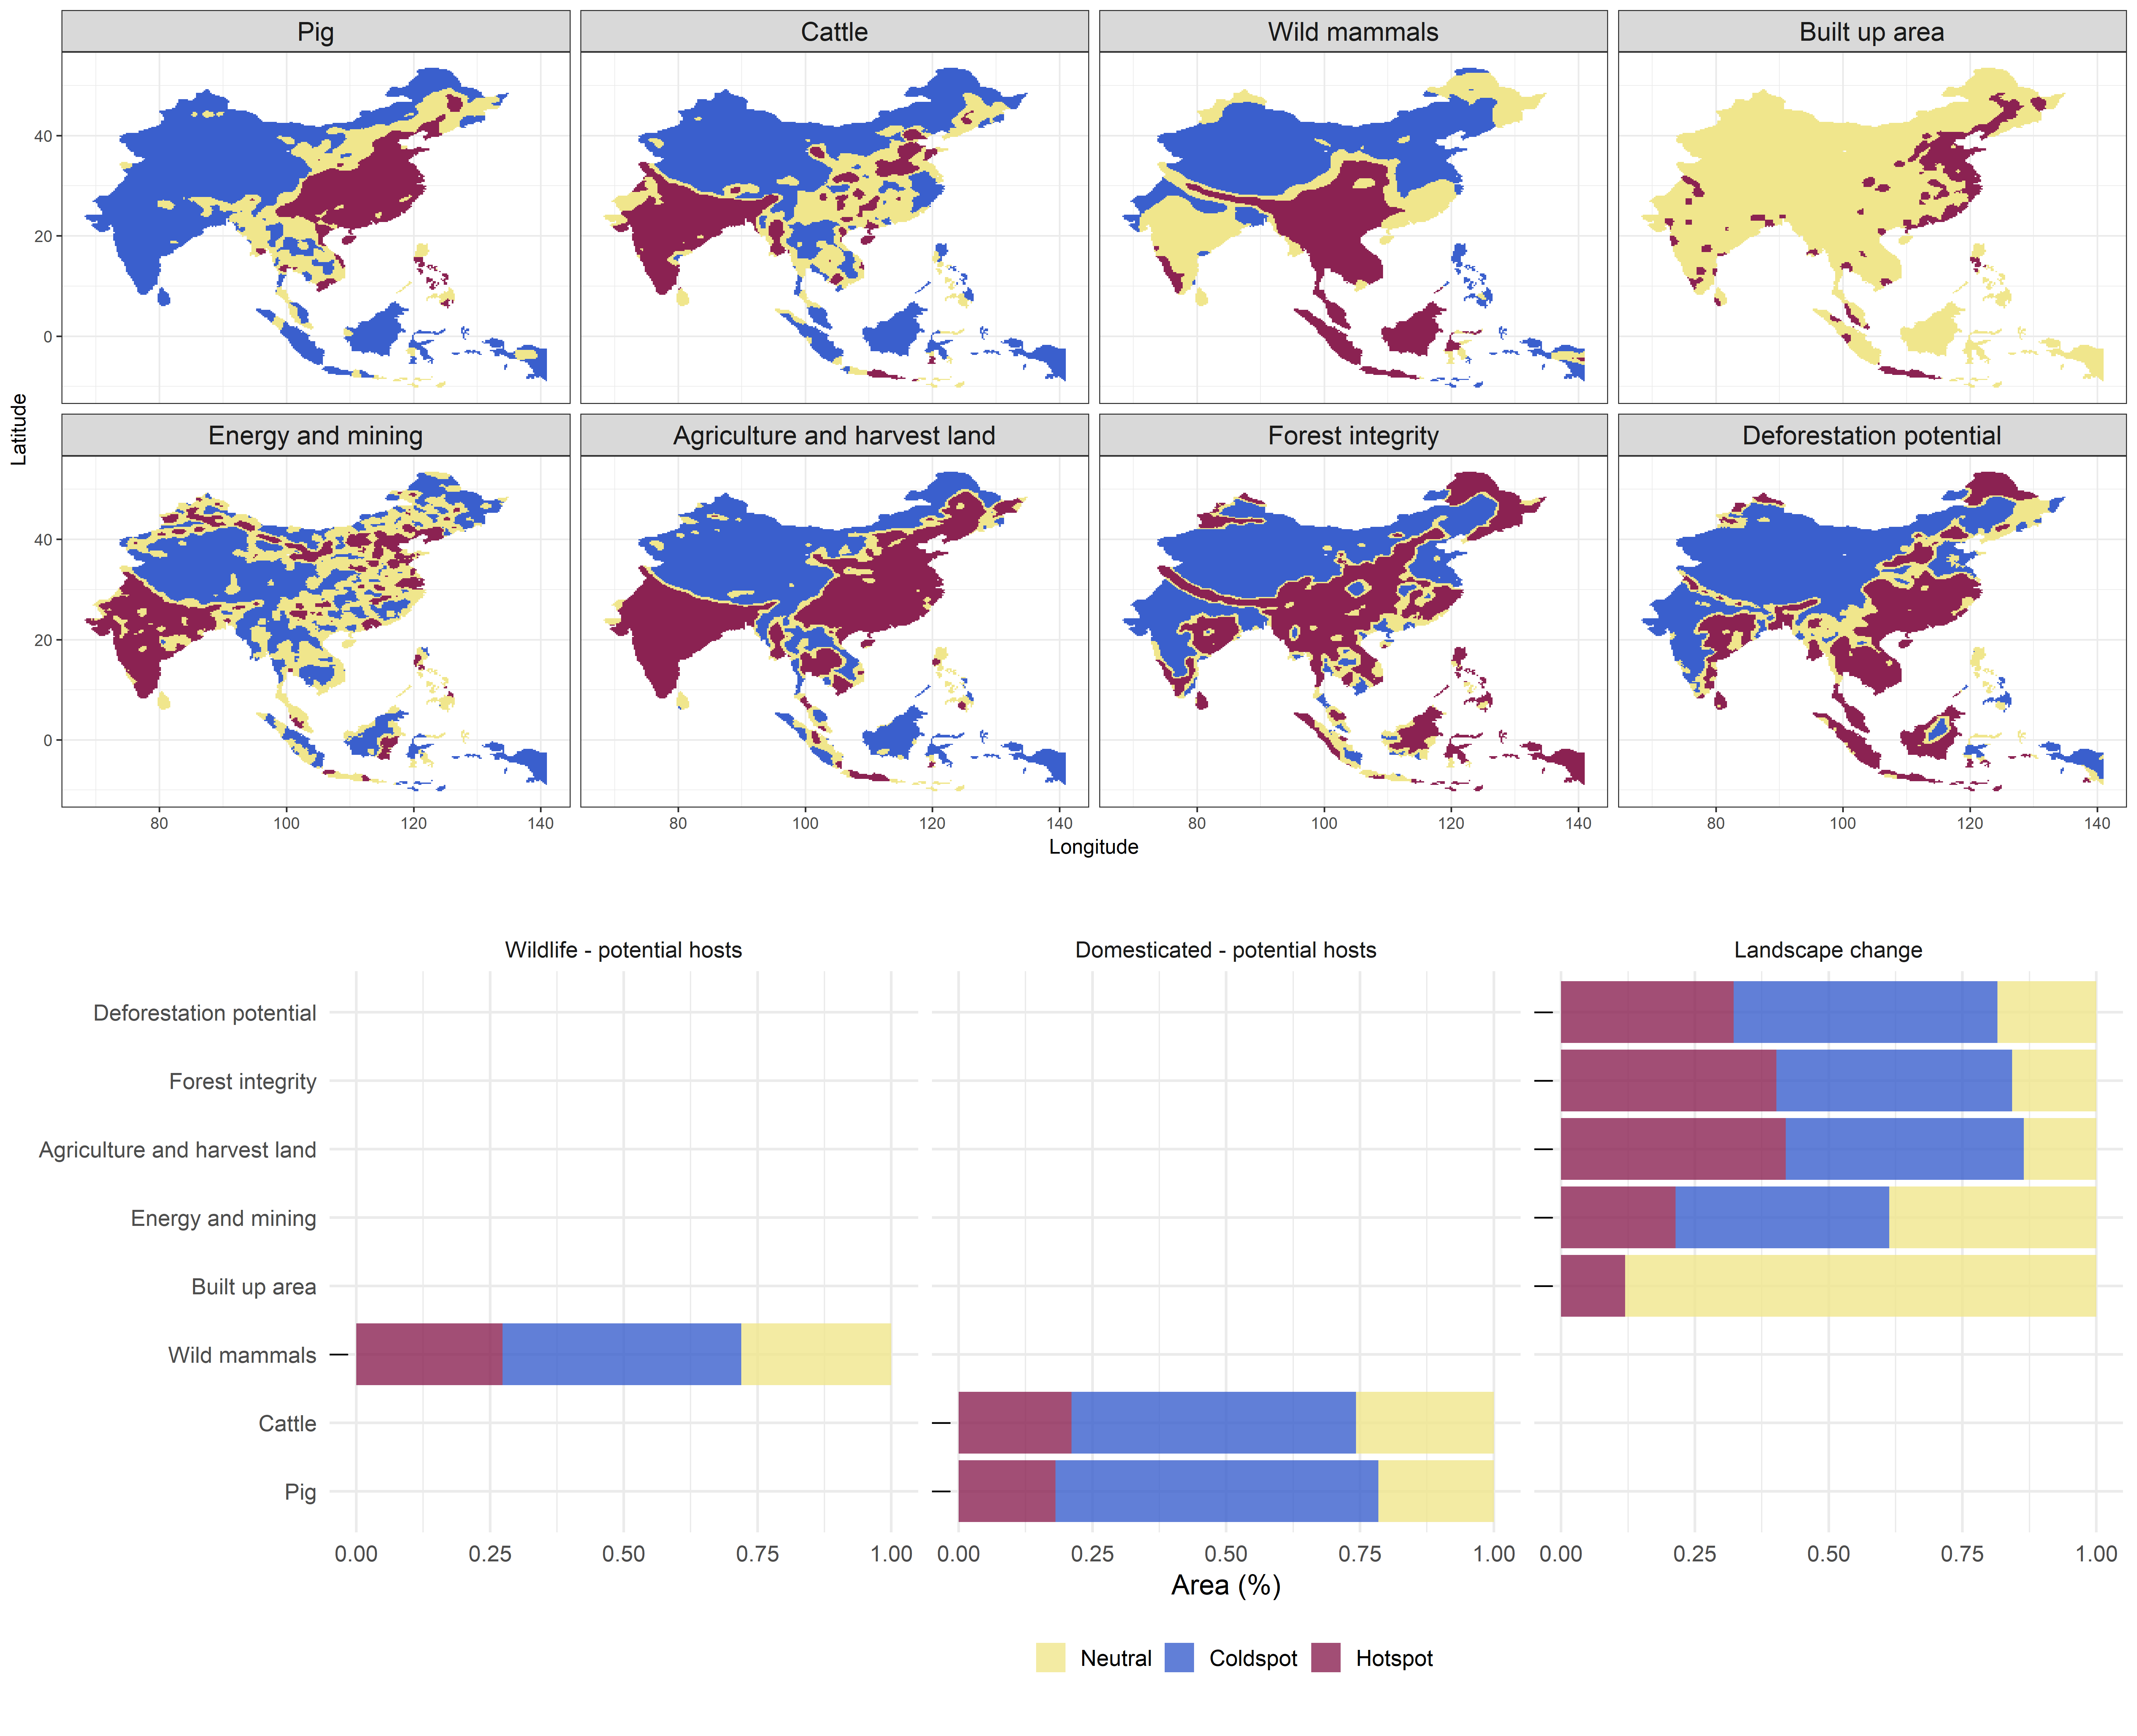 Pig Cattle Wild mammals Built up area
40
20
0
Energy and mining Agriculture and harvest land Forest integrity Deforestation potential
40
20
0
80 100 120 140 80 100 120 140 80 100 120 140 80 100 120 140
Latitude
Longitude
Wildlife - potential hosts Domesticated - potential hosts Landscape change
Deforestation potential
Forest integrity
Agriculture and harvest land
Energy and mining
Built up area
Wild mammals
Cattle
Pig
0.00 0.25 0.50 0.75 1.00 0.00 0.25 0.50 0.75 1.00 0.00 0.25 0.50 0.75 1.00
Area (%)
Neutral Coldspot Hotspot